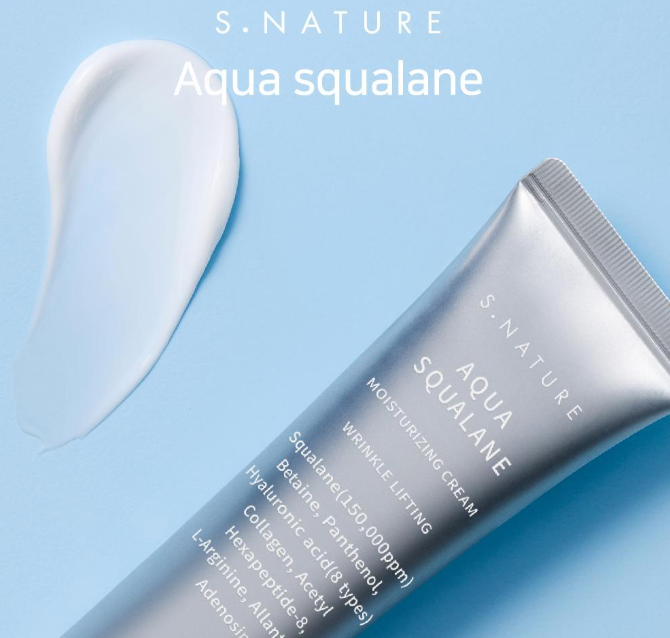 S.NATURE
Aqua squalane
S.NATURE
AQUA
SQUALANE
MOISTURIZING CREAM
WRINKLE LIFTING
Squalane(150,000ppm)
Betaine, Panthenol,
Hyaluronic acid(8 types)
Collagen, Acetyl
Hexapeptide-8,
L-Arginine,